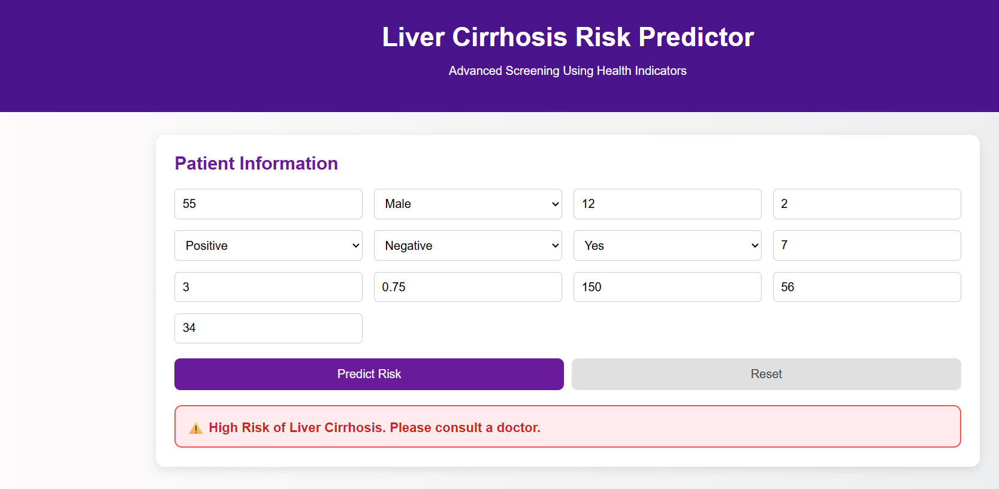 Liver Cirrhosis Risk Predictor
Advanced Screening Using Health Indicators
Patient Information
55 Male 12 2
Positive Negative Yes 7
3 0.75 150 56
34
Predict Risk Reset
High Risk of Liver Cirrhosis. Please consult a doctor.